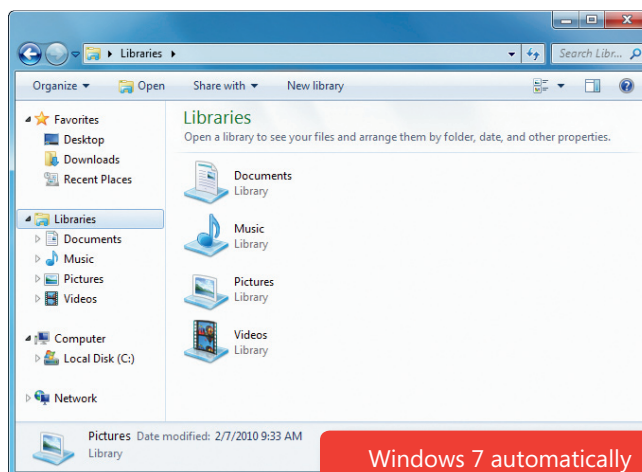 Libraries
Search Libr...
Organize
Open
Share with
New library
Favorites
Desktop
Downloads
Recent Places
Libraries
Documents
Music
Pictures
Videos
Computer
Local Disk (C:)
Network
Libraries
Open a library to see your files and arrange them by folder, date, and other properties.
Documents
Library
Music
Library
Pictures
Library
Videos
Library
Pictures Date modified: 2/7/2010 9:33 AM
Library
Windows 7 automatically